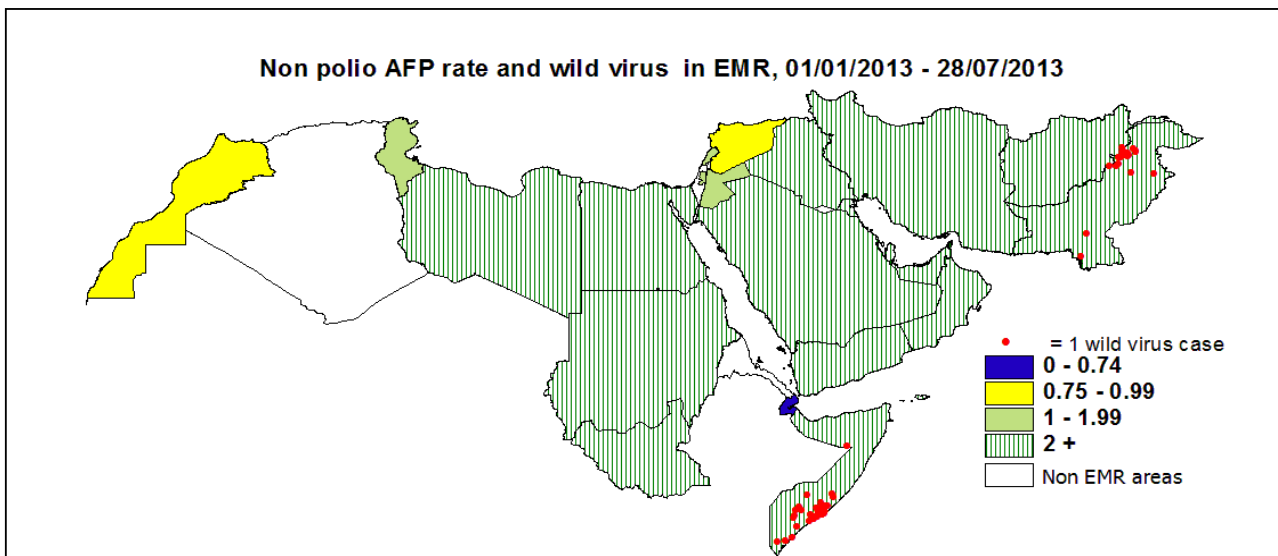 Non polio AFP rate and wild virus in EMR, 01/01/2013 - 28/07/2013
= 1 wild virus case
0 - 0.74
0.75 - 0.99
1 - 1.99
2 +
Non EMR areas